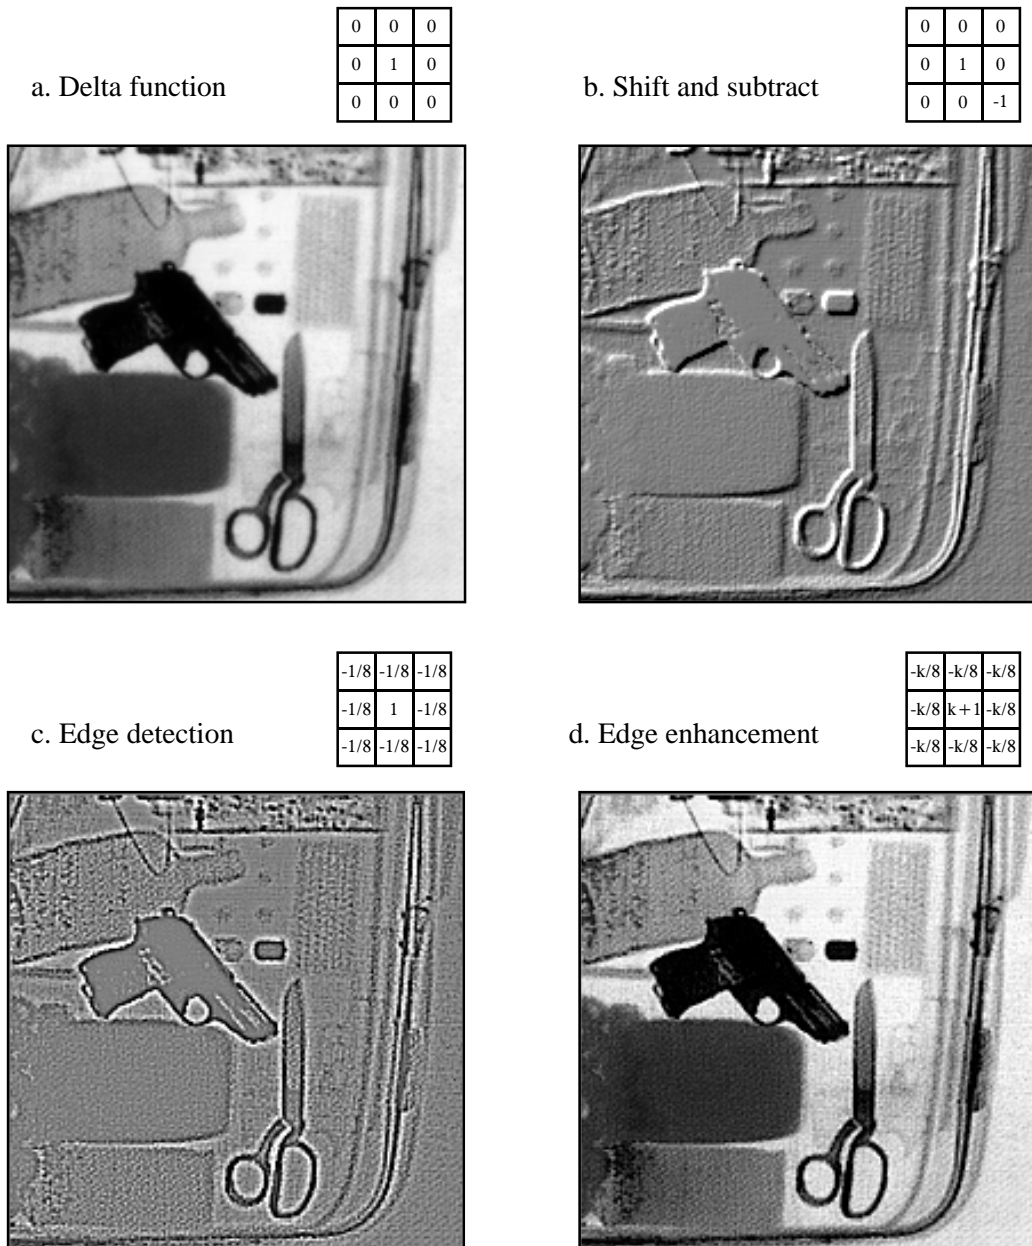 0 0 0
0 1 0
0 0 0
a. Delta function
0 0 0
0 1 0
0 0 -1
b. Shift and subtract
-1/8 -1/8 -1/8
-1/8 1 -1/8
-1/8 -1/8 -1/8
c. Edge detection
-k/8 -k/8 -k/8
-k/8 k+1 -k/8
-k/8 -k/8 -k/8
d. Edge enhancement